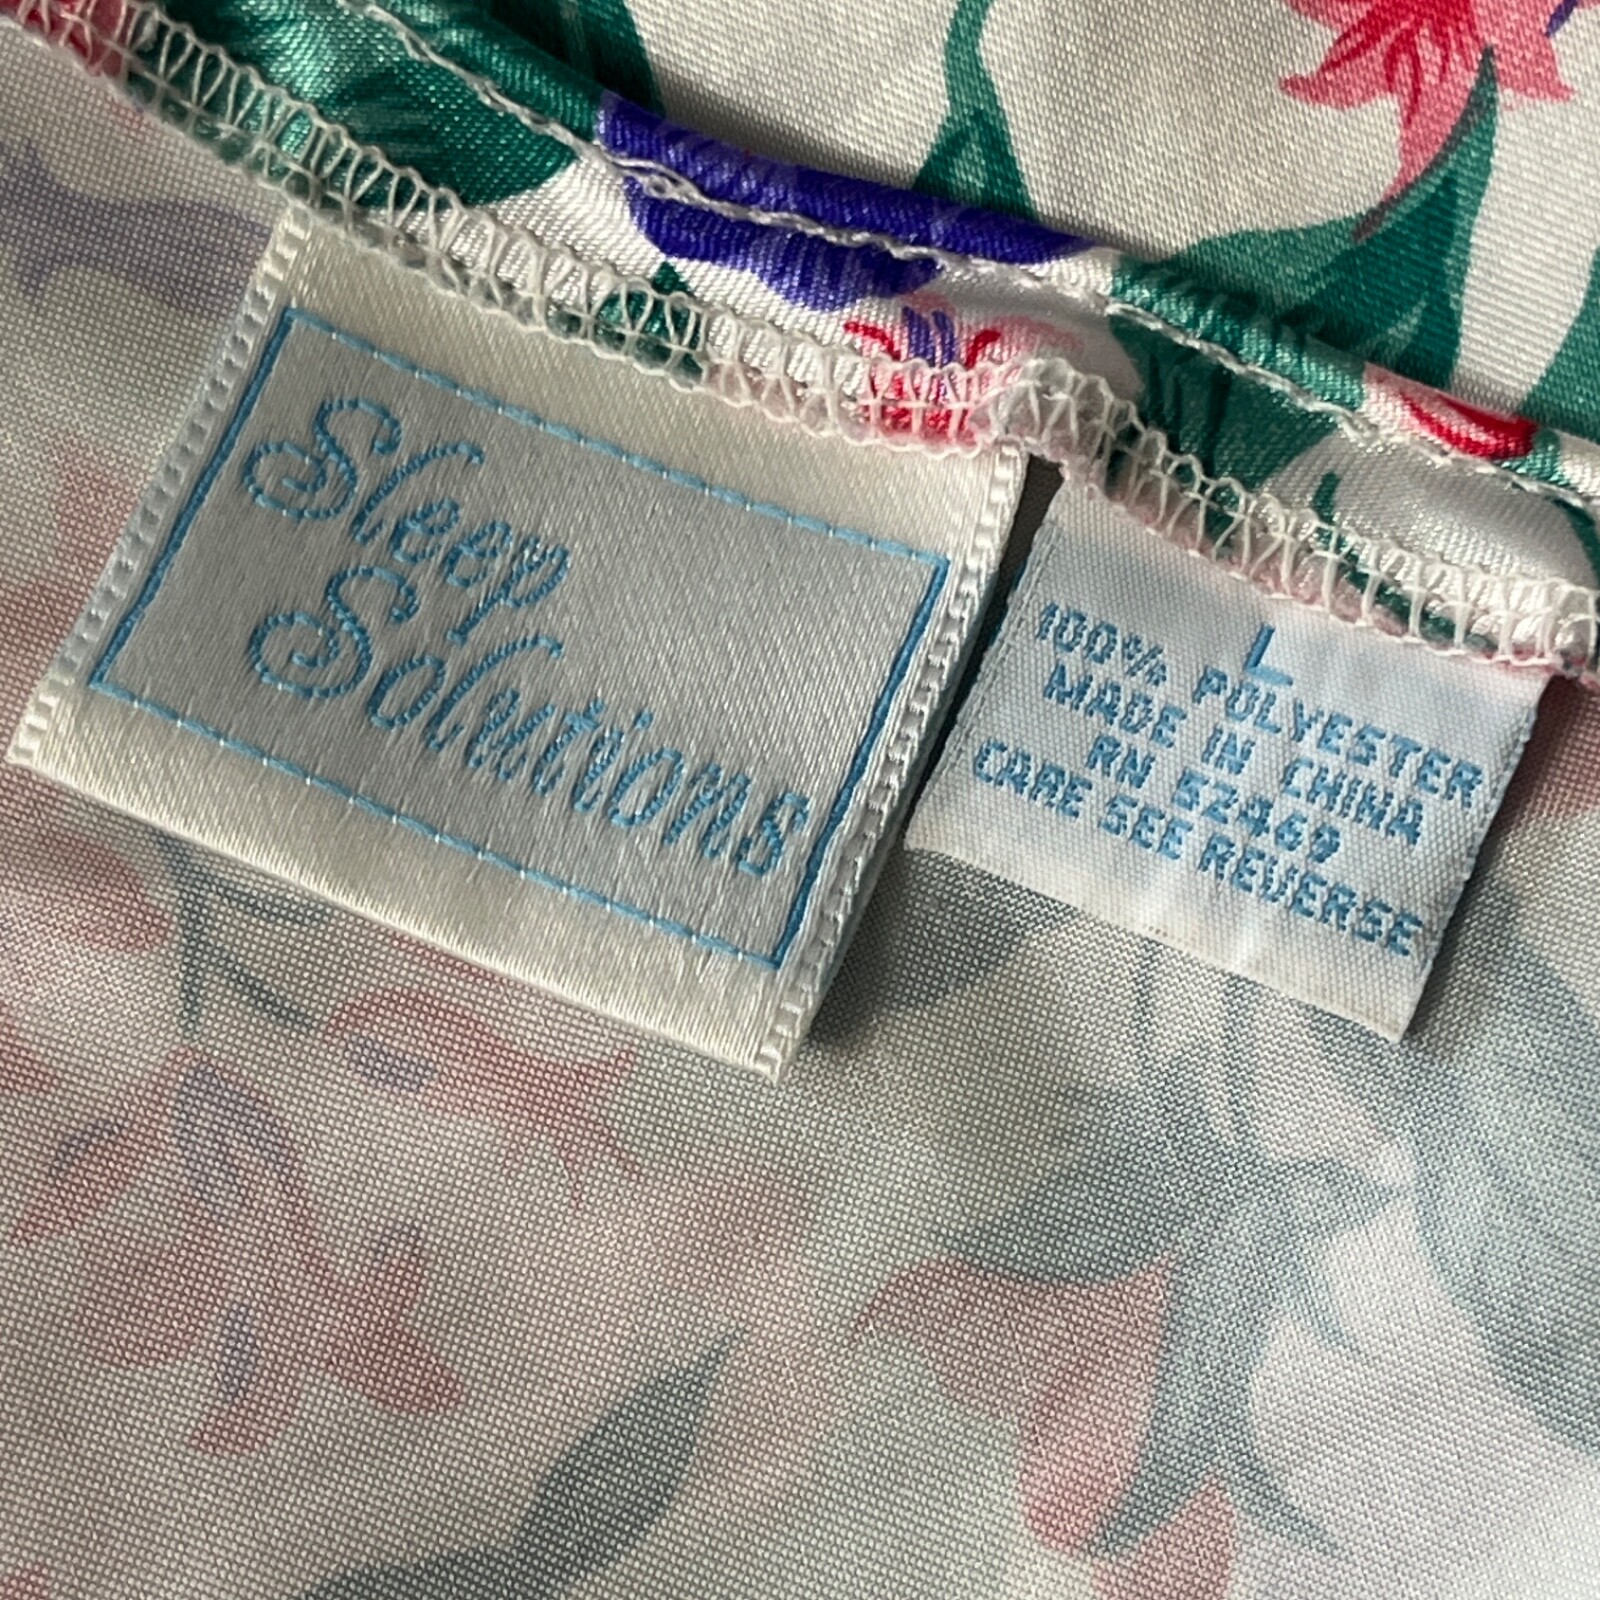 Sleep
Solutions
L
100% POLYESTER
MADE IN CHINA
RN 52469
CARE SEE REVERSE